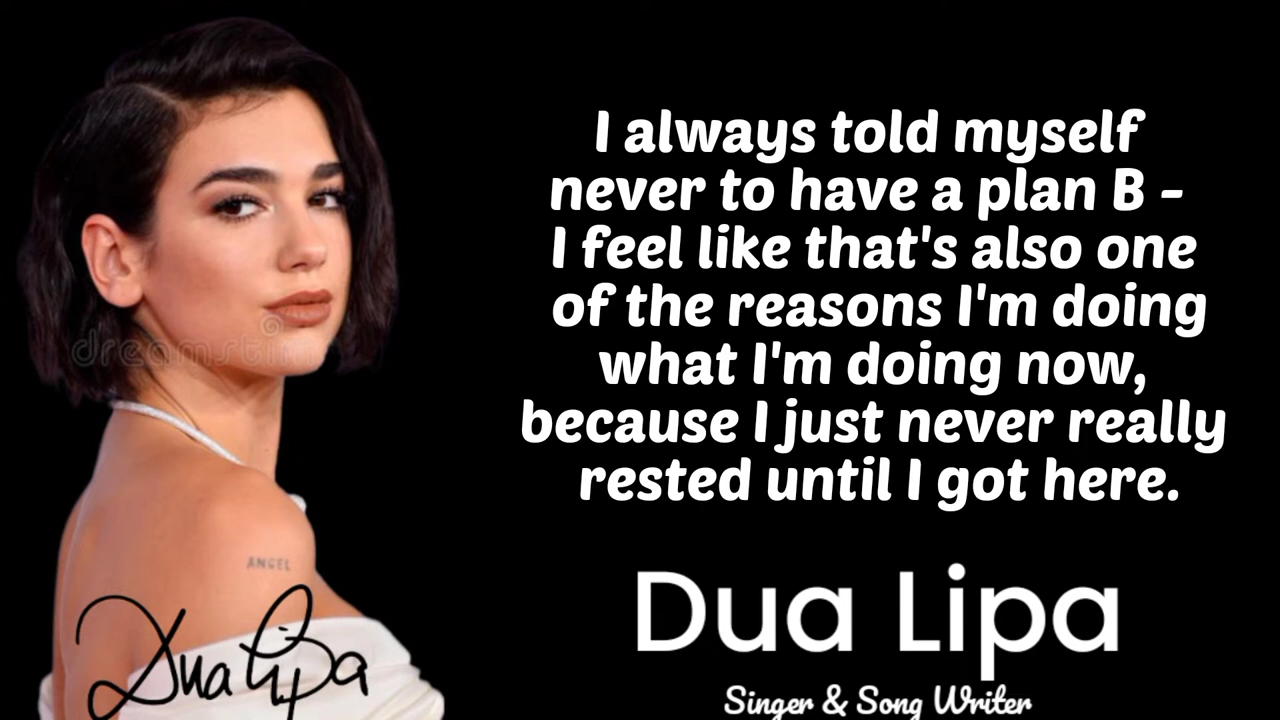 I always told myself
never to have a plan B -
I feel like that's also one
of the reasons I'm doing
what I'm doing now,
because I just never really
rested until I got here.
Dua Lipa
Singer & Song Writer
dreamsti
ANGEL
Dua Lipa